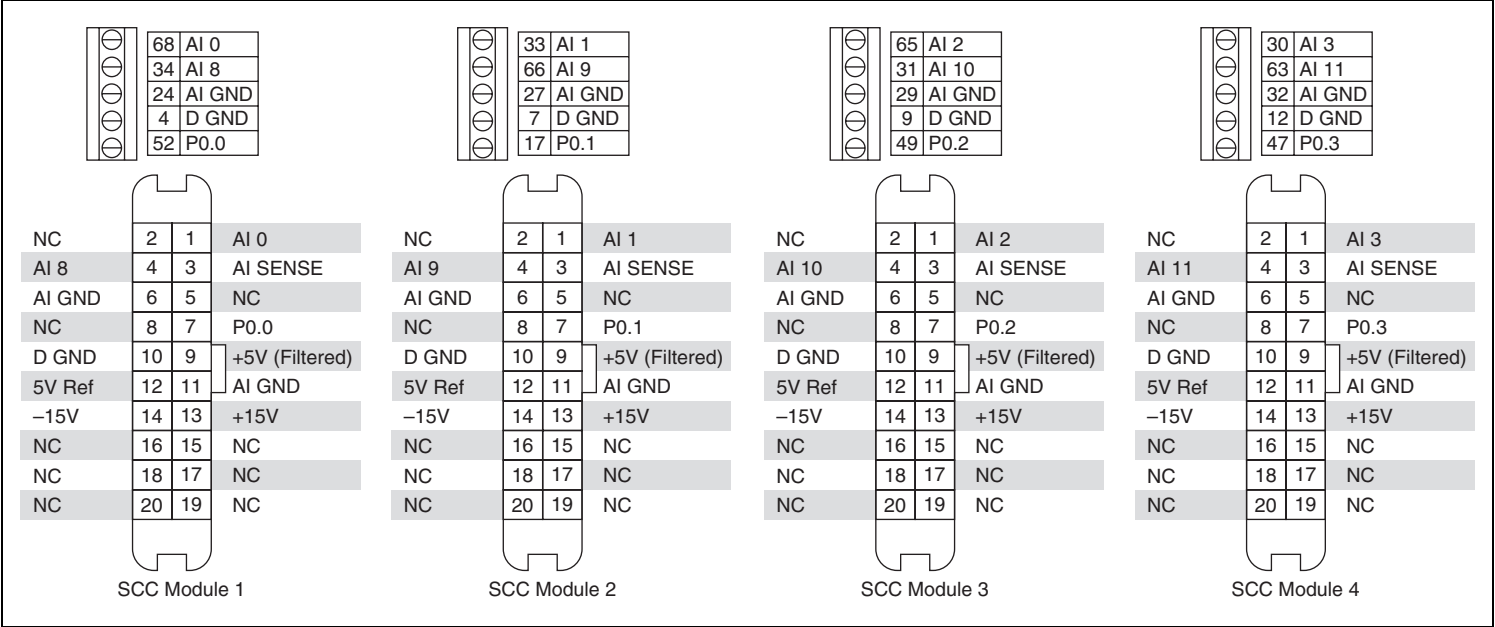 68 AI 0
34 AI 8
24 AI GND
4 D GND
52 P0.0
NC 2 1 AI 0
AI 8 4 3 AI SENSE
AI GND 6 5 NC
NC 8 7 P0.0
D GND 10 9 +5V (Filtered)
5V Ref 12 11 AI GND
–15V 14 13 +15V
NC 16 15 NC
NC 18 17 NC
NC 20 19 NC
SCC Module 1
33 AI 1
66 AI 9
27 AI GND
7 D GND
17 P0.1
NC 2 1 AI 1
AI 9 4 3 AI SENSE
AI GND 6 5 NC
NC 8 7 P0.1
D GND 10 9 +5V (Filtered)
5V Ref 12 11 AI GND
–15V 14 13 +15V
NC 16 15 NC
NC 18 17 NC
NC 20 19 NC
SCC Module 2
65 AI 2
31 AI 10
29 AI GND
9 D GND
49 P0.2
NC 2 1 AI 2
AI 10 4 3 AI SENSE
AI GND 6 5 NC
NC 8 7 P0.2
D GND 10 9 +5V (Filtered)
5V Ref 12 11 AI GND
–15V 14 13 +15V
NC 16 15 NC
NC 18 17 NC
NC 20 19 NC
SCC Module 3
30 AI 3
63 AI 11
32 AI GND
12 D GND
47 P0.3
NC 2 1 AI 3
AI 11 4 3 AI SENSE
AI GND 6 5 NC
NC 8 7 P0.3
D GND 10 9 +5V (Filtered)
5V Ref 12 11 AI GND
–15V 14 13 +15V
NC 16 15 NC
NC 18 17 NC
NC 20 19 NC
SCC Module 4